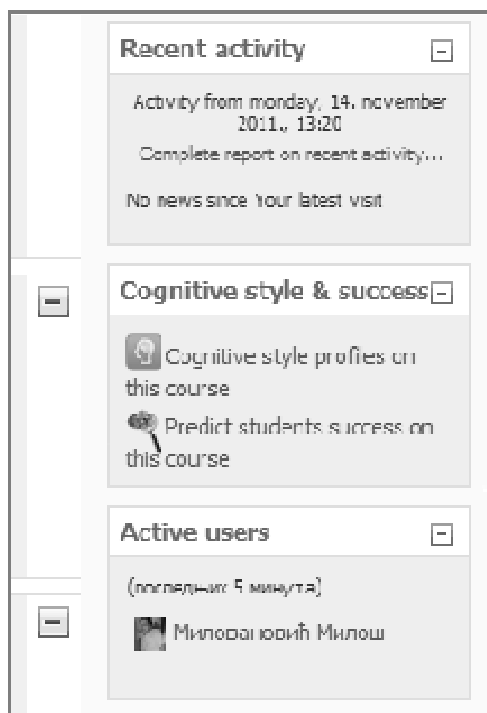 Recent activity
Activity from monday, 14. november
2011., 13:20
Complete report on recent activity...
No news since Your latest visit
Cognitive style & success
Cognitive style profiles on
this course
Predict students success on
this course
Active users
(последњих 5 минута)
Миловановић Милош